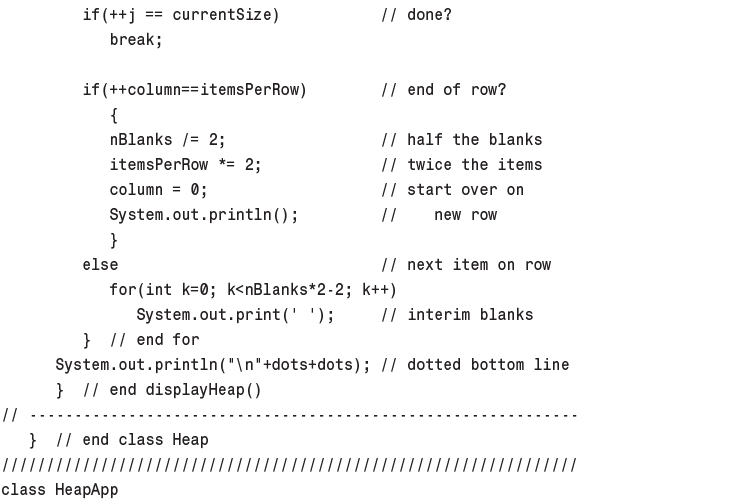 if(++j == currentSize)           // done?
            break;

         if(++column==itemsPerRow)        // end of row?
            {
            nBlanks /= 2;                 // half the blanks
            itemsPerRow *= 2;             // twice the items
            column = 0;                   // start over on
            System.out.println();         //    new row
            }
         else                             // next item on row
            for(int k=0; k<nBlanks*2-2; k++)
               System.out.print(' ');     // interim blanks
         }  // end for
      System.out.println("\n"+dots+dots); // dotted bottom line
      }  // end displayHeap()
// -------------------------------------------------------------
   }  // end class Heap
////////////////////////////////////////////////////////////////
class HeapApp